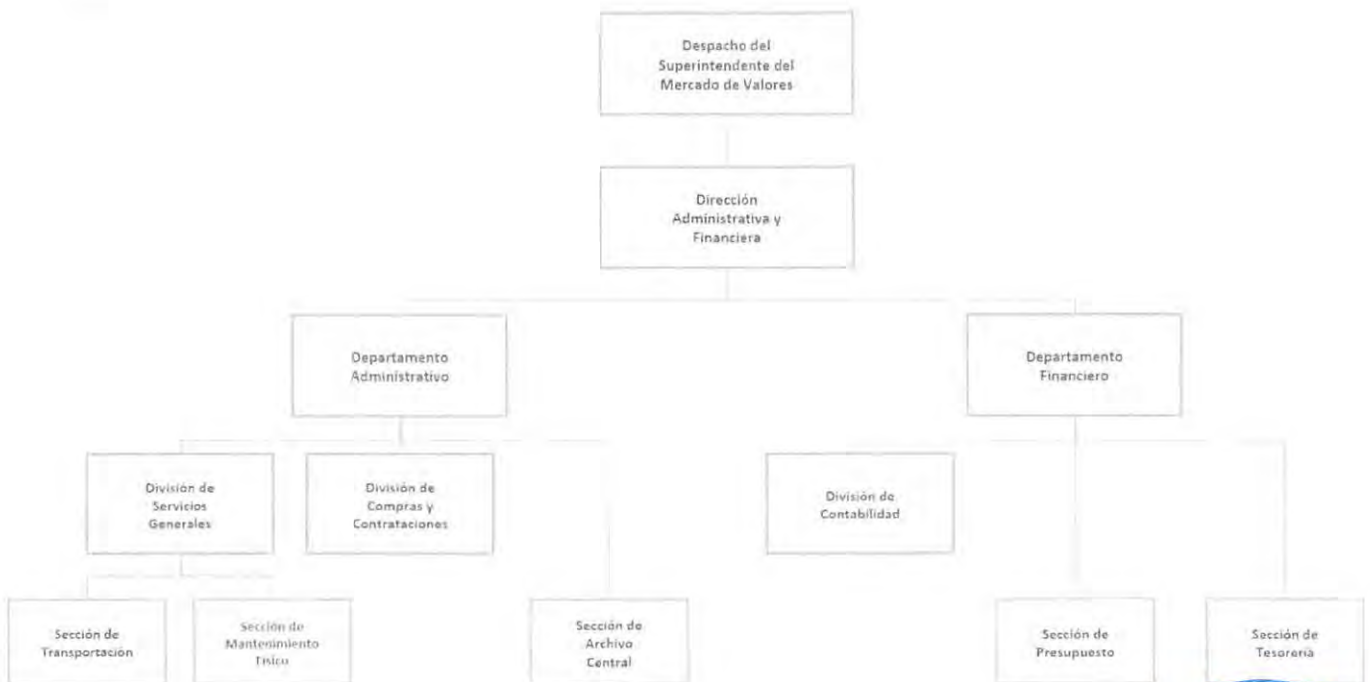 Despacho del
Superintendente del
Mercado de Valores
Dirección
Administrativa y
Financiera
Departamento
Administrativo
Departamento
Financiero
División de
Servicios
Generales
División de
Compras y
Contrataciones
División de
Contabilidad
Sección de
Transportación
Sección de
Mantenimiento
Físico
Sección de
Archivo
Central
Sección de
Presupuesto
Sección de
Tesorería